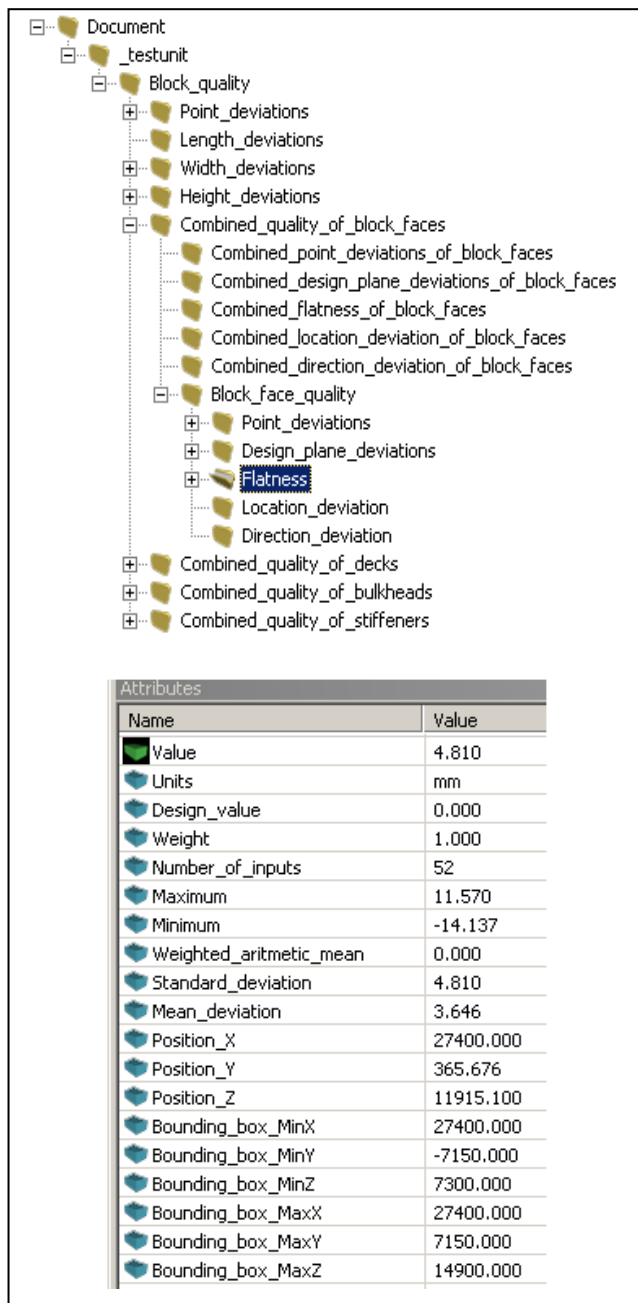 Document
_testunit
Block_quality
Point_deviations
Length_deviations
Width_deviations
Height_deviations
Combined_quality_of_block_faces
Combined_point_deviations_of_block_faces
Combined_design_plane_deviations_of_block_faces
Combined_flatness_of_block_faces
Combined_location_deviation_of_block_faces
Combined_direction_deviation_of_block_faces
Block_face_quality
Point_deviations
Design_plane_deviations
Flatness
Location_deviation
Direction_deviation
Combined_quality_of_decks
Combined_quality_of_bulkheads
Combined_quality_of_stiffeners
Attributes
Name Value
Value 4.810
Units mm
Design_value 0.000
Weight 1.000
Number_of_inputs 52
Maximum 11.570
Minimum -14.137
Weighted_aritmetic_mean 0.000
Standard_deviation 4.810
Mean_deviation 3.646
Position_X 27400.000
Position_Y 365.676
Position_Z 11915.100
Bounding_box_MinX 27400.000
Bounding_box_MinY -7150.000
Bounding_box_MinZ 7300.000
Bounding_box_MaxX 27400.000
Bounding_box_MaxY 7150.000
Bounding_box_MaxZ 14900.000